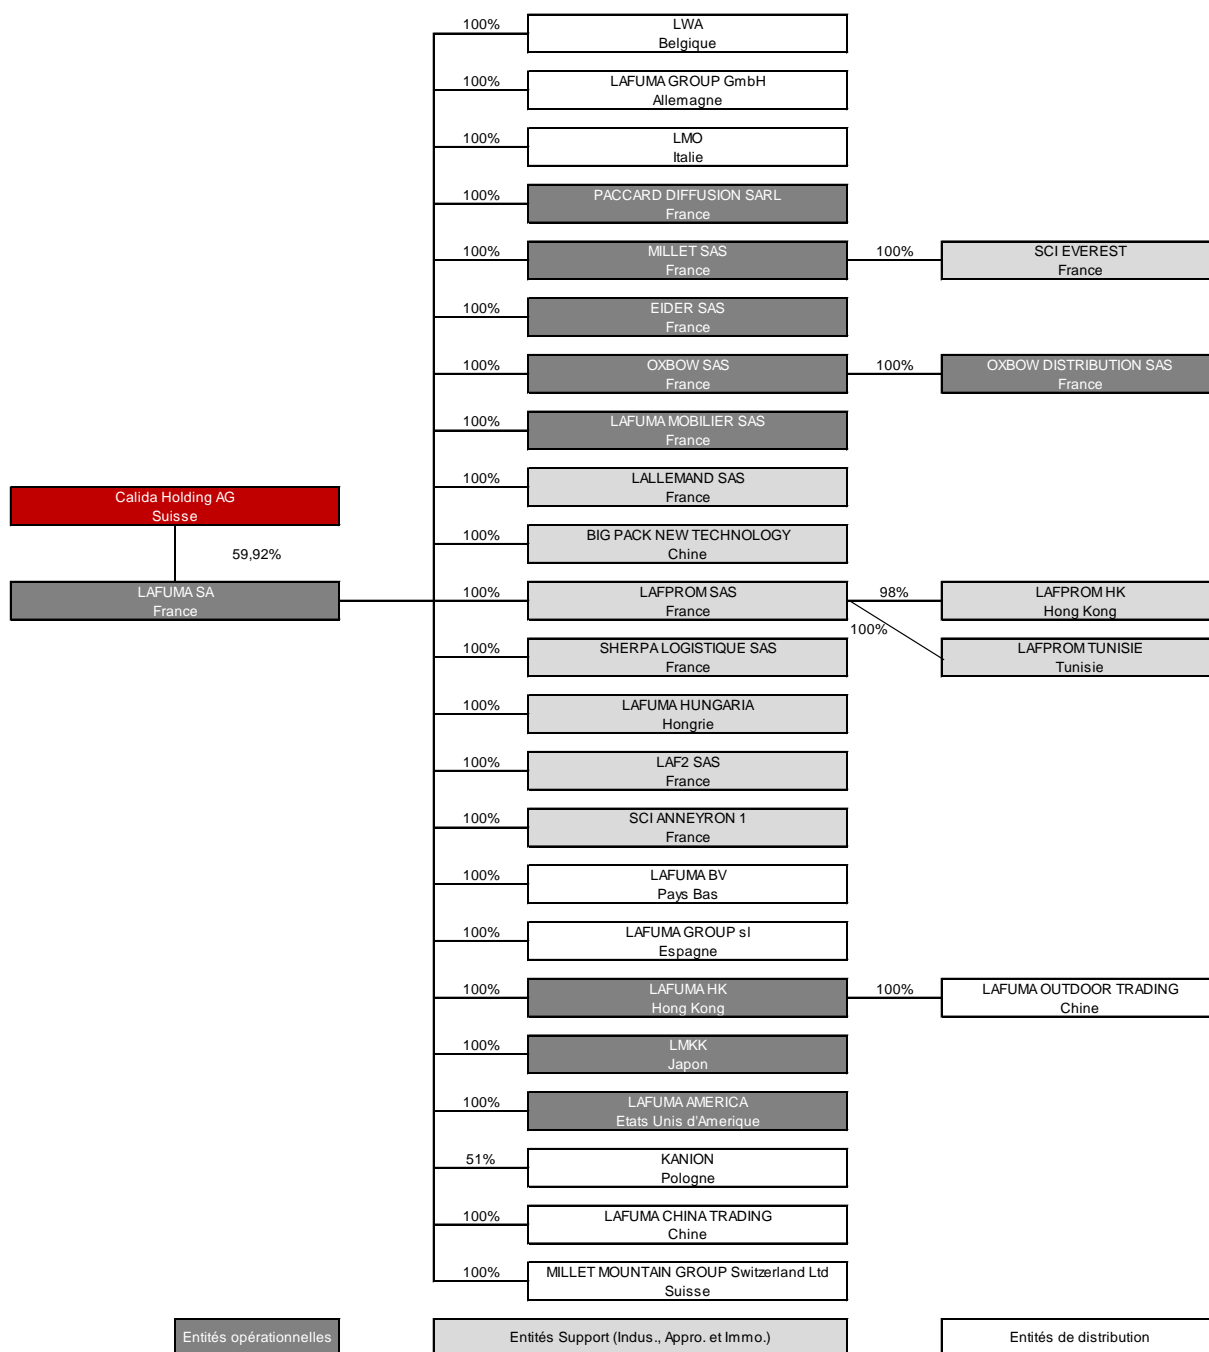 100%
LWA
Belgique
100%
LAFUMA GROUP GmbH
Allemagne
100%
LMO
Italie
100%
PACCARD DIFFUSION SARL
France
100%
MILLET SAS
France
100%
SCI EVEREST
France
100%
EIDER SAS
France
100%
OXBOW SAS
France
100%
OXBOW DISTRIBUTION SAS
France
100%
LAFUMA MOBILIER SAS
France
100%
LALLEMAND SAS
France
Calida Holding AG
Suisse
59,92%
100%
BIG PACK NEW TECHNOLOGY
Chine
LAFUMA SA
France
100%
LAFPROM SAS
France
98%
LAFPROM HK
Hong Kong
100%
LAFPROM TUNISIE
Tunisie
100%
SHERPA LOGISTIQUE SAS
France
100%
LAFUMA HUNGARIA
Hongrie
100%
LAF2 SAS
France
100%
SCI ANNEYRON 1
France
100%
LAFUMA BV
Pays Bas
100%
LAFUMA GROUP sl
Espagne
100%
LAFUMA HK
Hong Kong
100%
LAFUMA OUTDOOR TRADING
Chine
100%
LMKK
Japon
100%
LAFUMA AMERICA
Etats Unis d'Amerique
51%
KANION
Pologne
100%
LAFUMA CHINA TRADING
Chine
100%
MILLET MOUNTAIN GROUP Switzerland Ltd
Suisse
Entités opérationnelles
Entités Support (Indus., Appro. et Immo.)
Entités de distribution